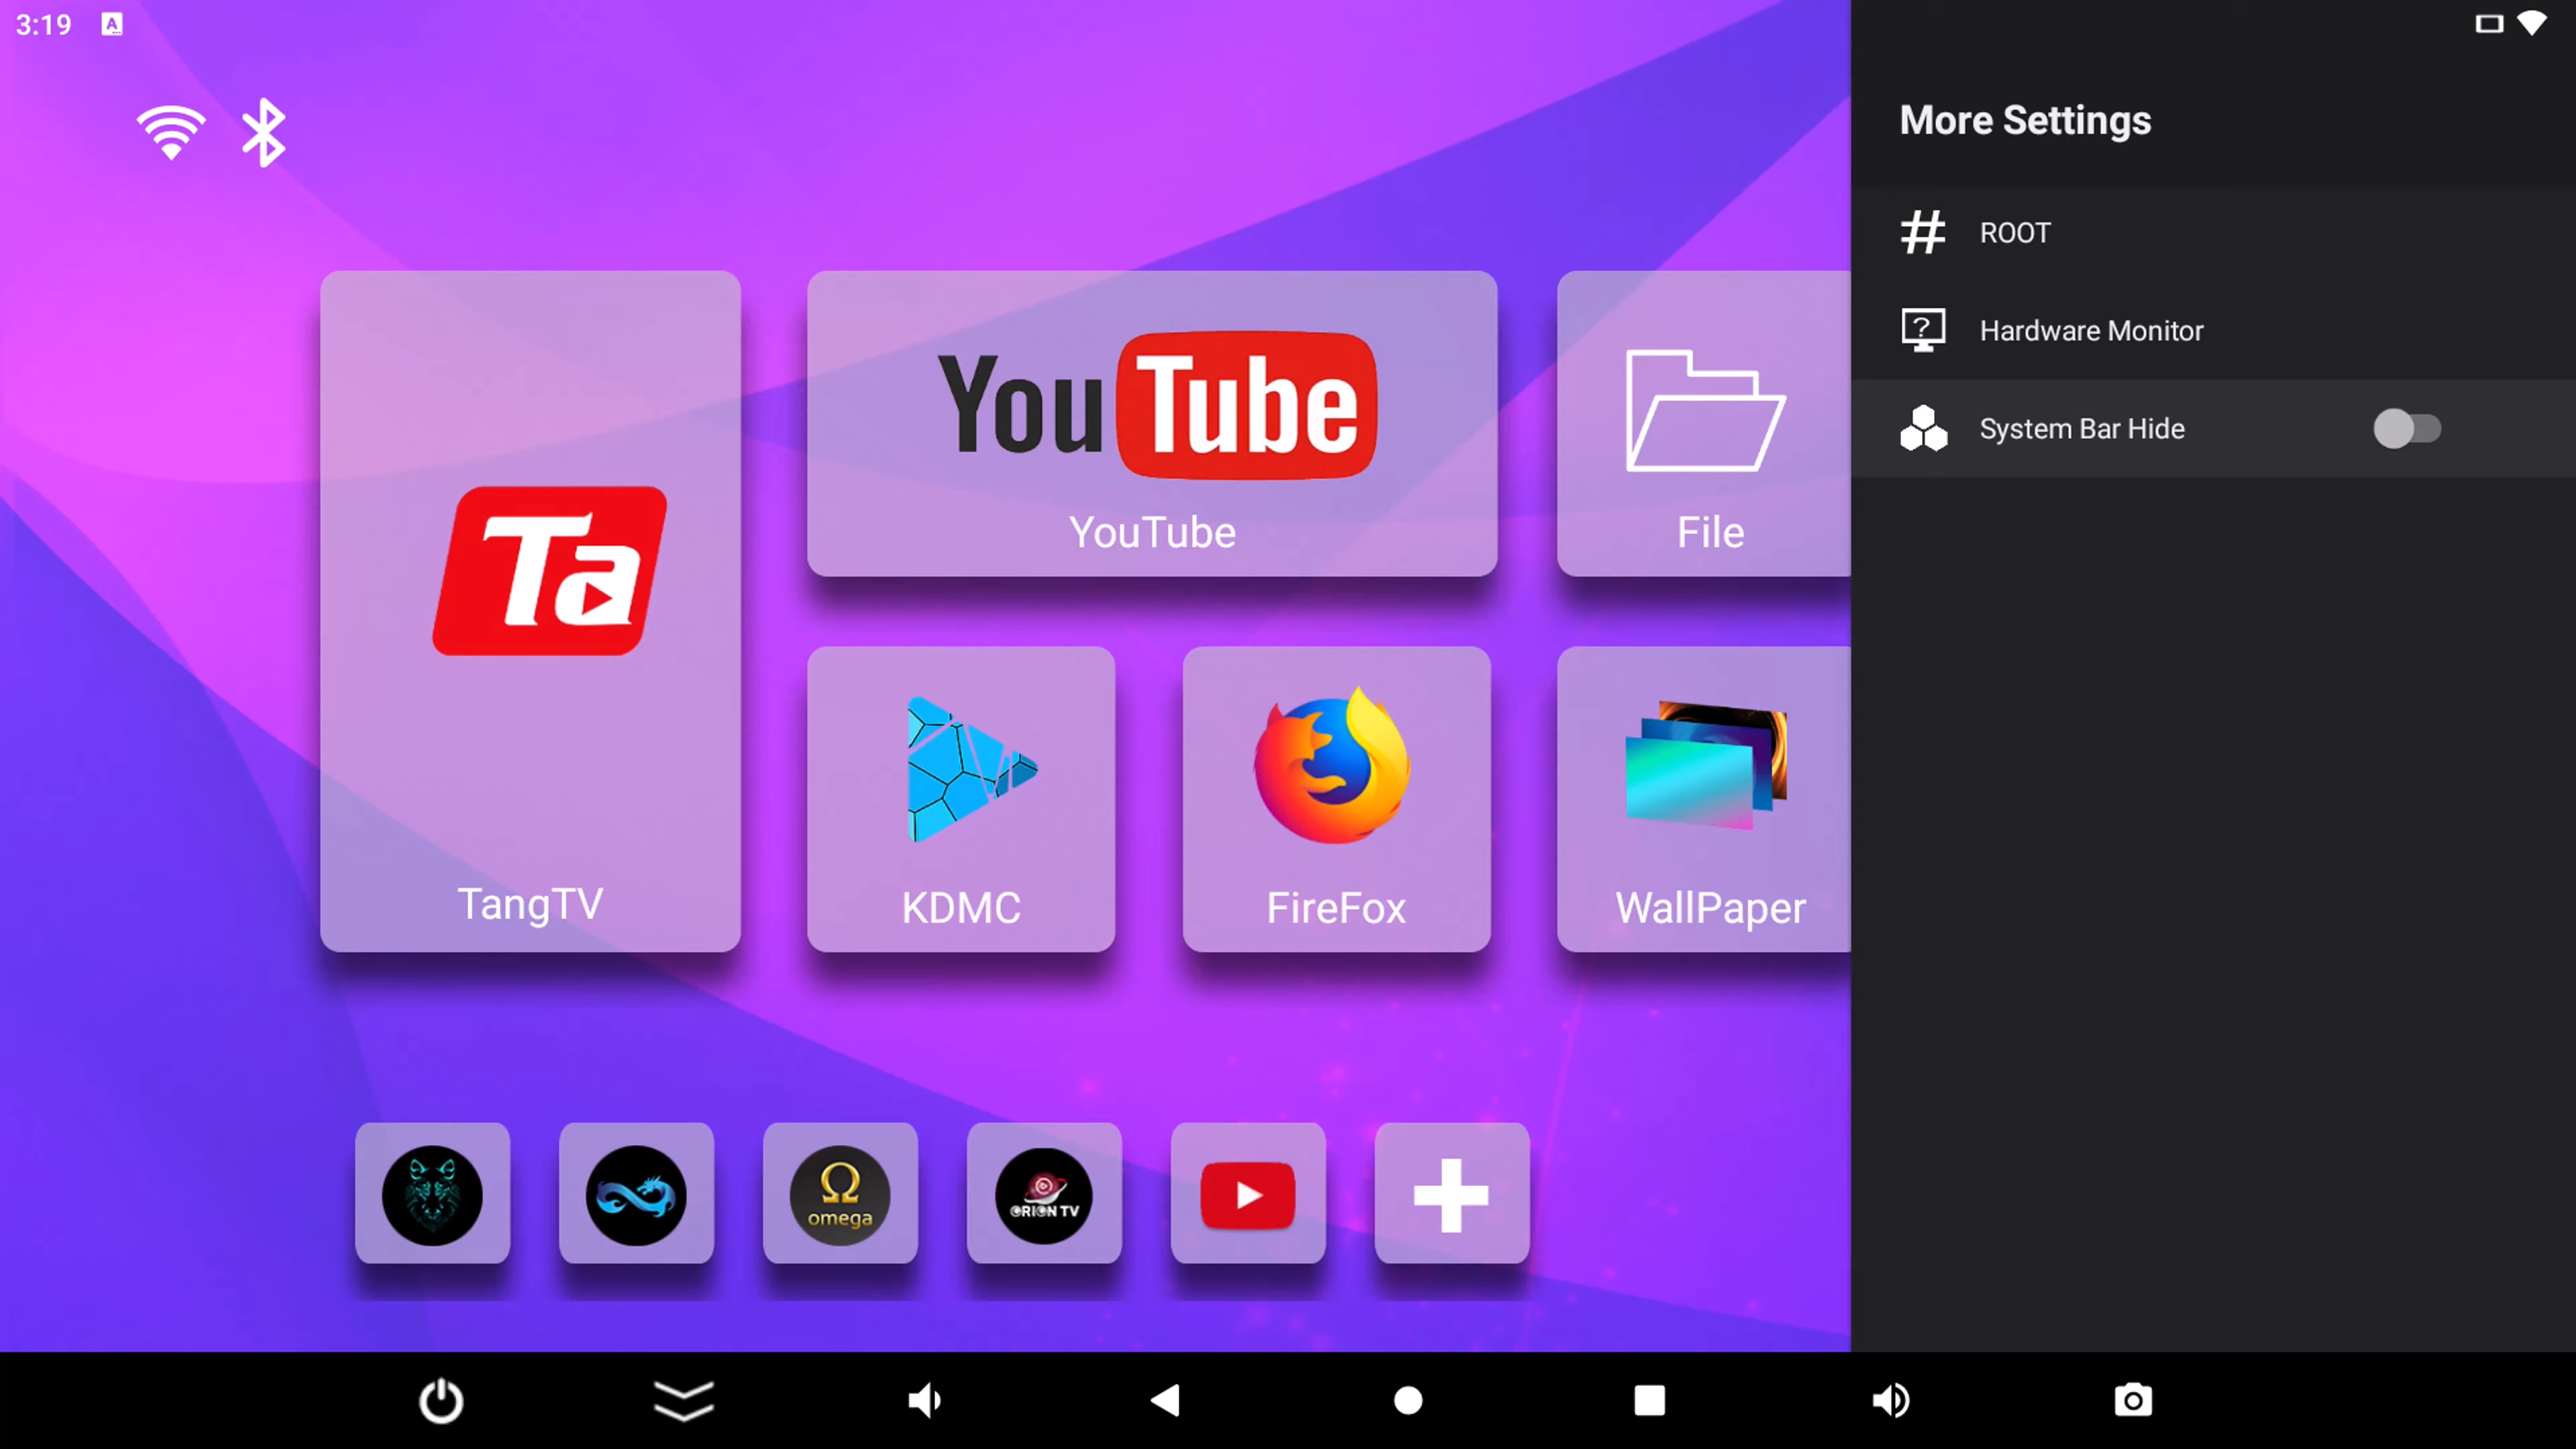 3:19
A
More Settings
ROOT
Hardware Monitor
System Bar Hide
YouTube
YouTube
File
Ta
TangTV
KDMC
FireFox
WallPaper
Ω
omega
ORION TV